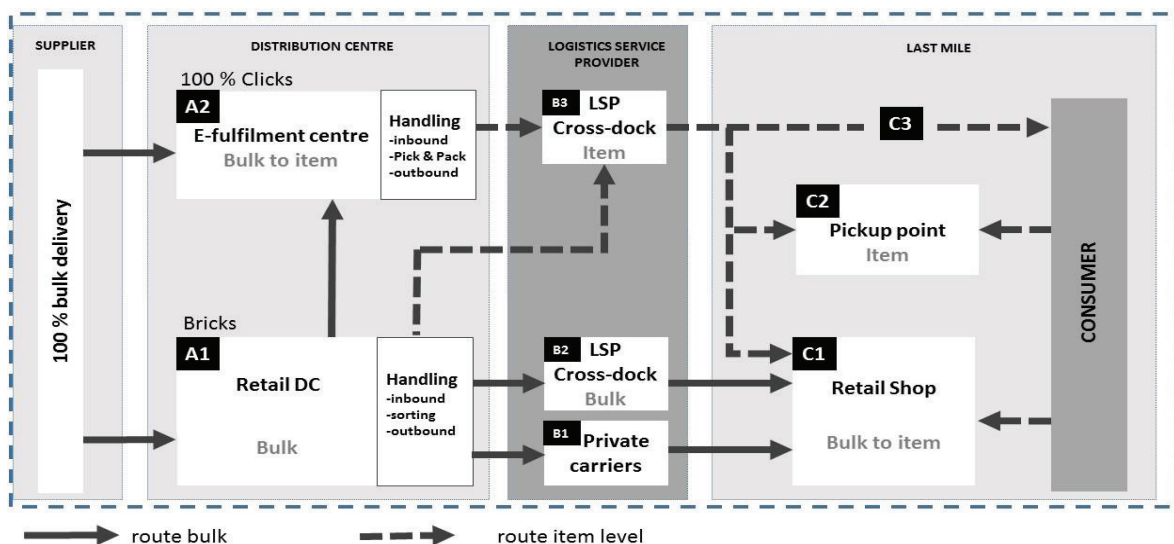 SUPPLIER
DISTRIBUTION CENTRE
LOGISTICS SERVICE
PROVIDER
LAST MILE
100 % bulk delivery
100 % Clicks
A2
E-fulfilment centre
Bulk to item
Handling
-inbound
-Pick & Pack
-outbound
B3
LSP
Cross-dock
Item
C3
C2
Pickup point
Item
CONSUMER
Bricks
A1
Retail DC
Bulk
Handling
-inbound
-sorting
-outbound
B2
LSP
Cross-dock
Bulk
B1
Private
carriers
C1
Retail Shop
Bulk to item
route bulk
route item level